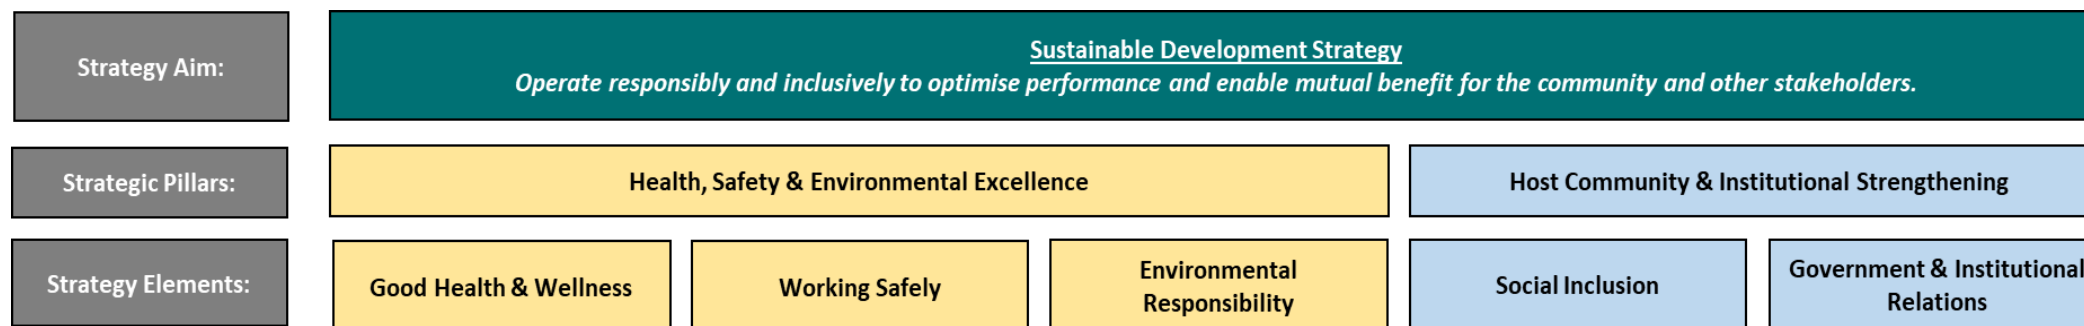 Strategy Aim:
Sustainable Development Strategy
Operate responsibly and inclusively to optimise performance and enable mutual benefit for the community and other stakeholders.
Strategic Pillars:
Health, Safety & Environmental Excellence
Host Community & Institutional Strengthening
Strategy Elements:
Good Health & Wellness
Working Safely
Environmental
Responsibility
Social Inclusion
Government & Institutional
Relations